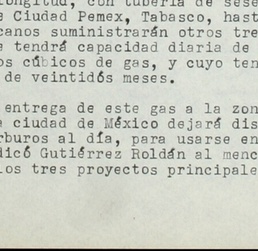 longitud, con tubería de sese
e Ciudad Pemex, Tabasco, hast
canos suministrarán otros tre
e tendrá capacidad diaria de
os cúbicos de gas, y cuyo ten
de veintidós meses.
entrega de este gas a la zon
a ciudad de México dejará dis
rburos al día, para usarse en
dicó Gutiérrez Roldán al menc
los tres proyectos principale